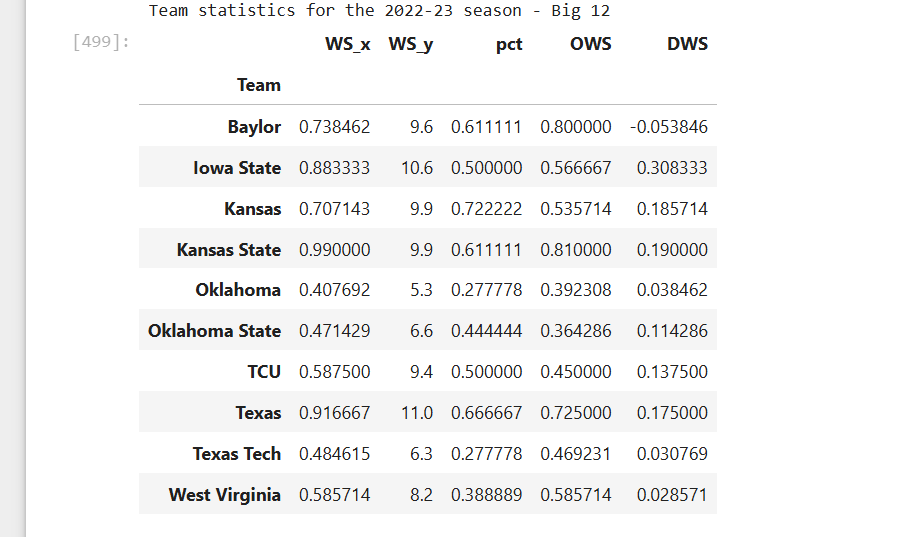 Team statistics for the 2022-23 season - Big 12
[499]:
WS_x WS_y pct OWS DWS
Team
Baylor 0.738462 9.6 0.611111 0.800000 -0.053846
Iowa State 0.883333 10.6 0.500000 0.566667 0.308333
Kansas 0.707143 9.9 0.722222 0.535714 0.185714
Kansas State 0.990000 9.9 0.611111 0.810000 0.190000
Oklahoma 0.407692 5.3 0.277778 0.392308 0.038462
Oklahoma State 0.471429 6.6 0.444444 0.364286 0.114286
TCU 0.587500 9.4 0.500000 0.450000 0.137500
Texas 0.916667 11.0 0.666667 0.725000 0.175000
Texas Tech 0.484615 6.3 0.277778 0.469231 0.030769
West Virginia 0.585714 8.2 0.388889 0.585714 0.028571